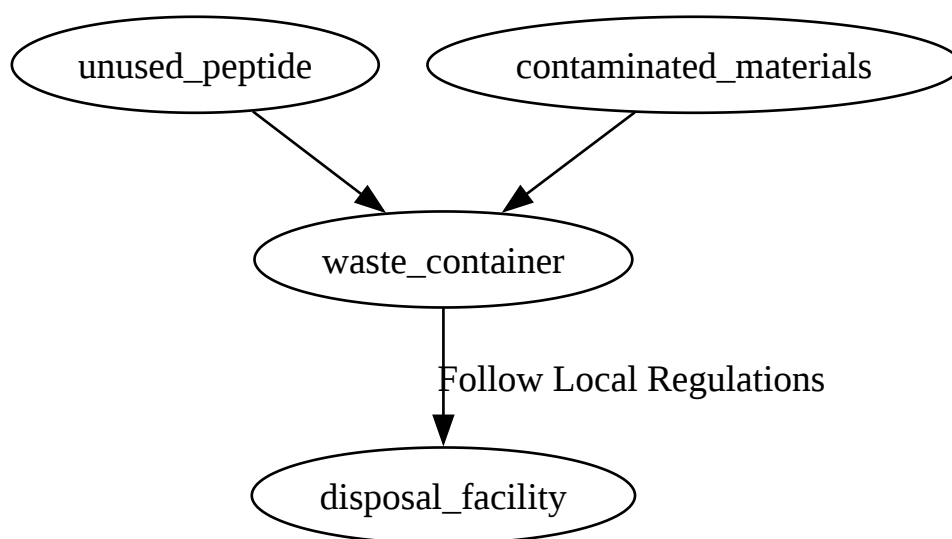 unused_peptide
contaminated_materials
waste_container
Follow Local Regulations
disposal_facility